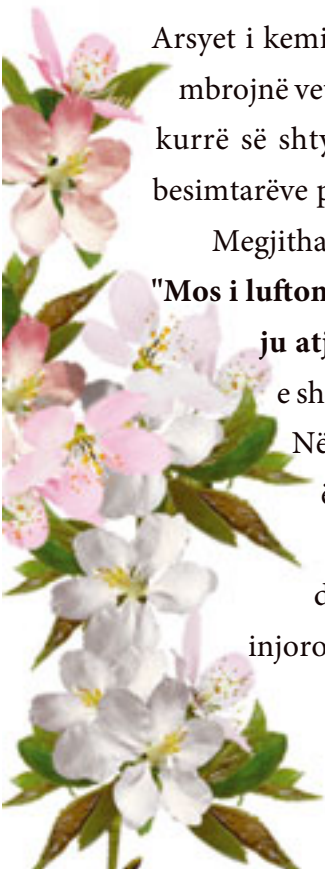 Arsyet i kemi
mbrojnë vet
kurrë së shty
besimtarëve p
Megjitha
"Mos i lufton
ju atj
e sh
Në
d
injoro